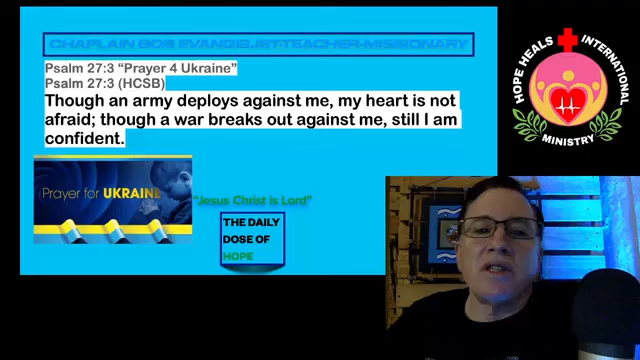 CHAPLAIN BOB EVANGELIST-TEACHER-MISSIONARY
Psalm 27:3 “Prayer 4 Ukraine”
Psalm 27:3 (HCSB)
Though an army deploys against me, my heart is not
afraid; though a war breaks out against me, still I am
confident.
Prayer for UKRAINE
"Jesus Christ is Lord”
THE DAILY
DOSE OF
HOPE
HOPE HEALS INTERNATIONAL
MINISTRY